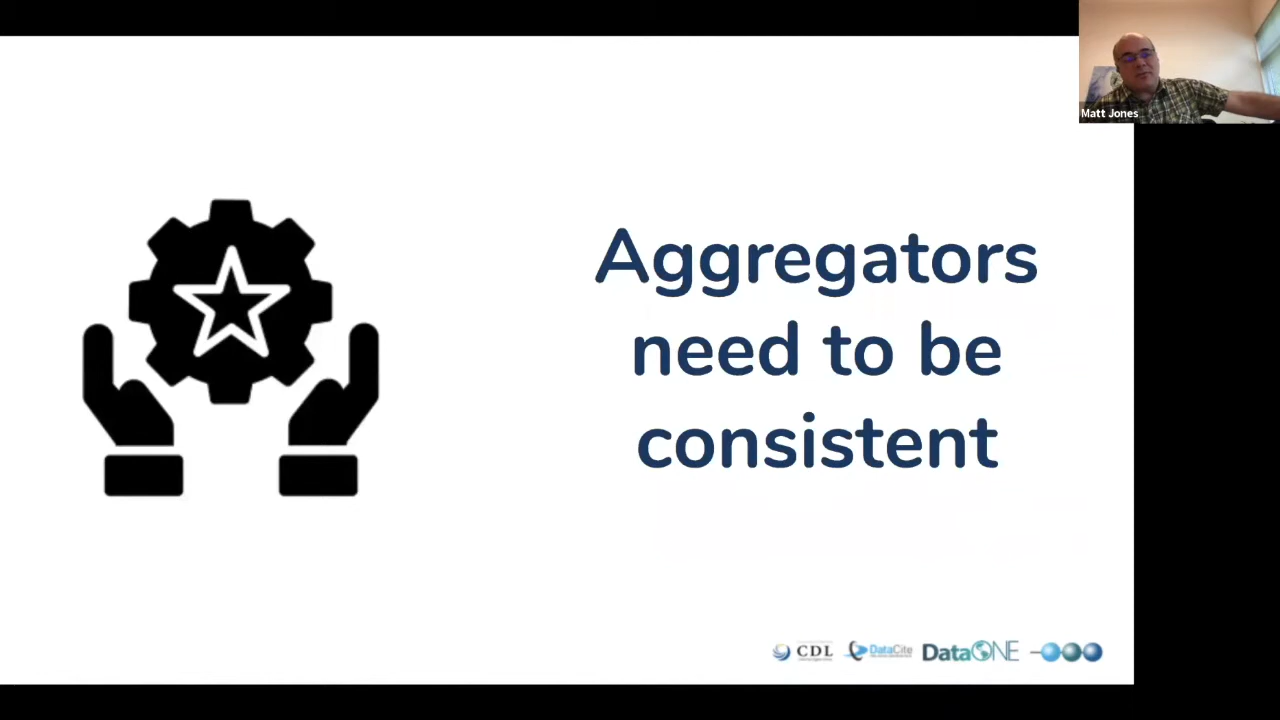 Matt Jones
Aggregators
need to be
consistent
CDL
DataCite
DataONE